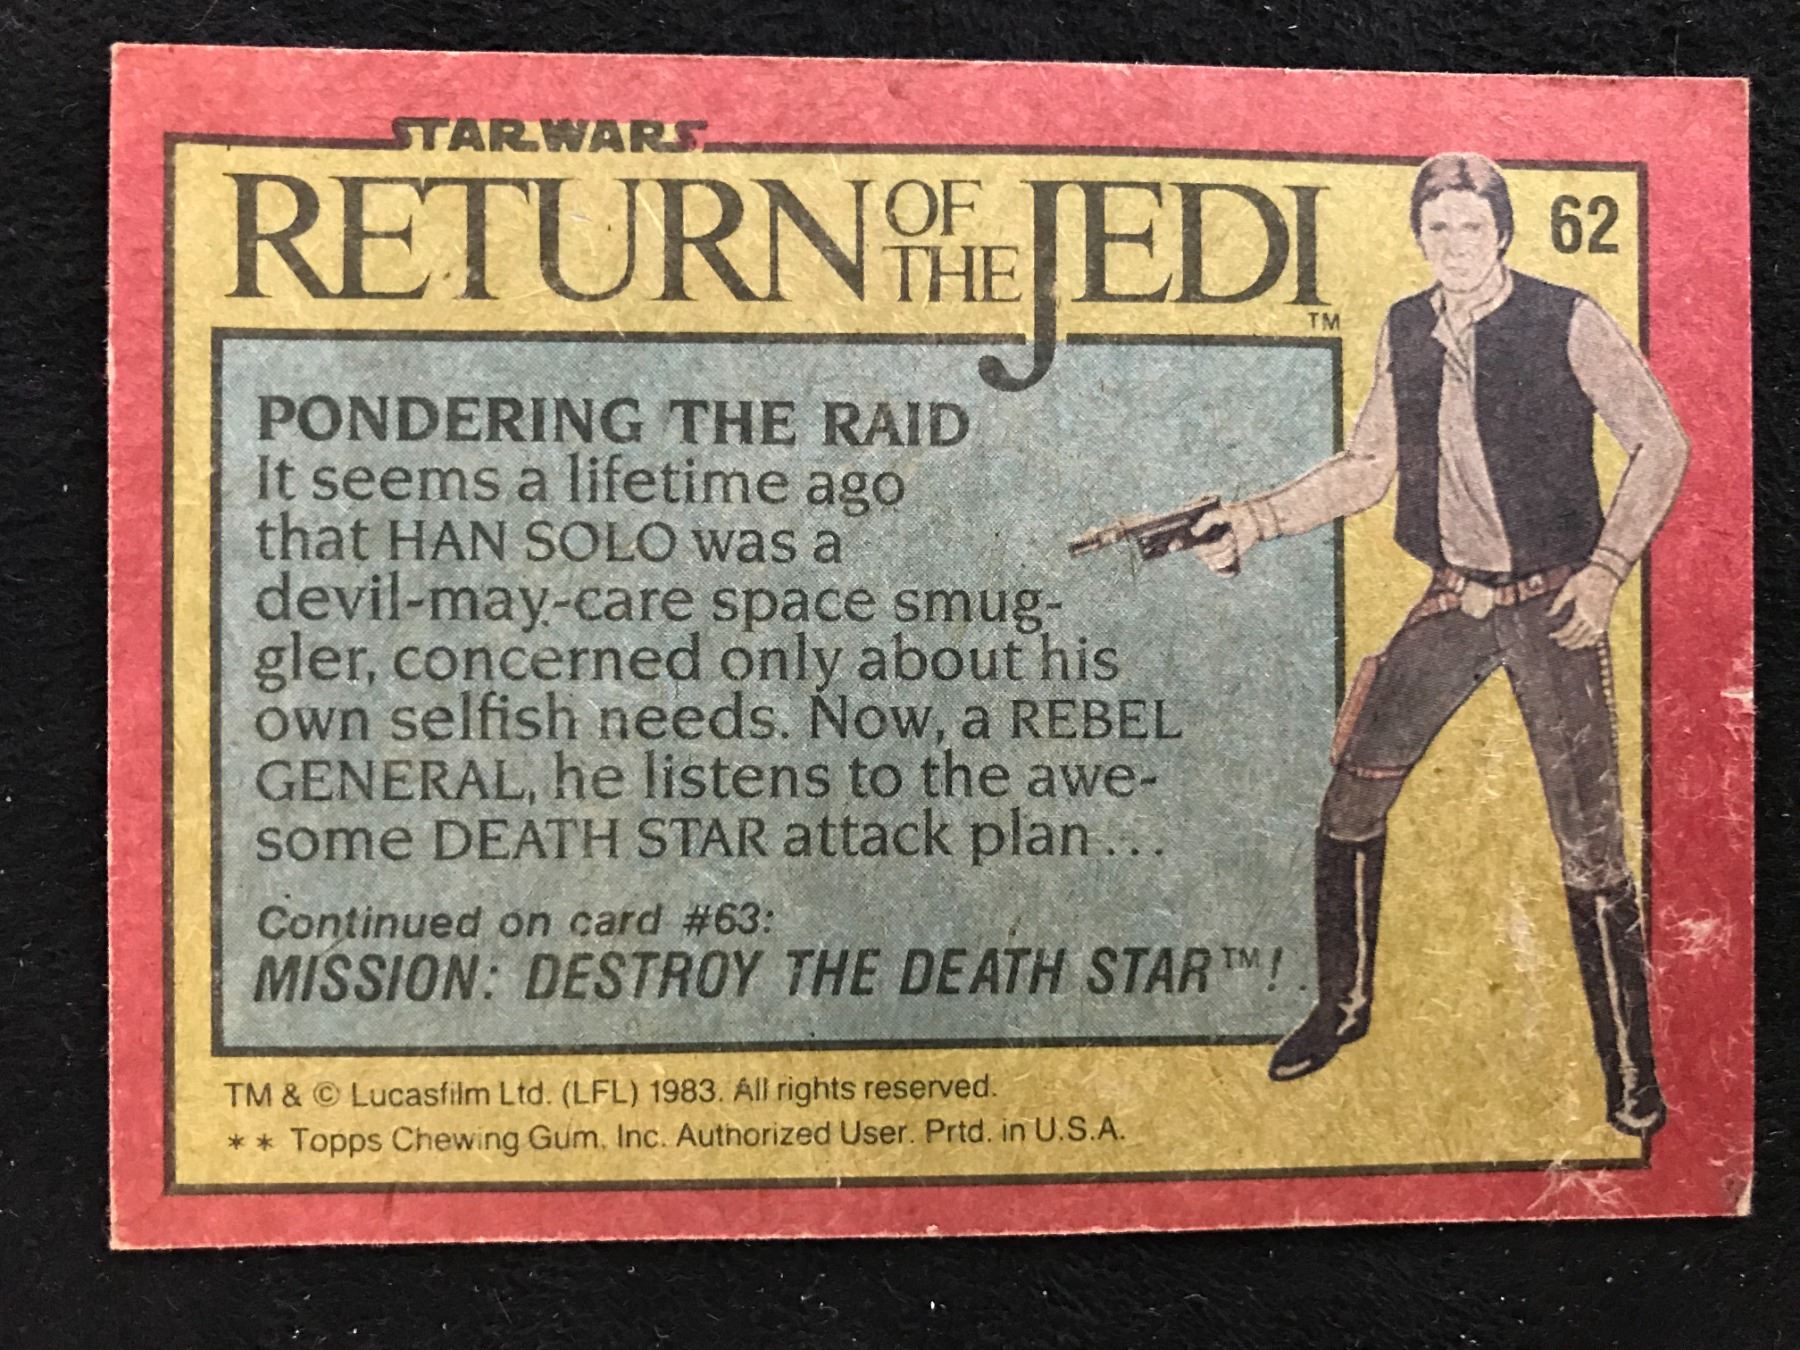 STAR WARS
RETURN OF THE JEDI
TM
62
PONDERING THE RAID
It seems a lifetime ago
that HAN SOLO was a
devil-may-care space smug-
gler, concerned only about his
own selfish needs. Now, a REBEL
GENERAL, he listens to the awe-
some DEATH STAR attack plan...
Continued on card #63:
MISSION: DESTROY THE DEATH STAR™!
TM & © Lucasfilm Ltd. (LFL) 1983. All rights reserved.
** Topps Chewing Gum, Inc. Authorized User. Prtd. in U.S.A.